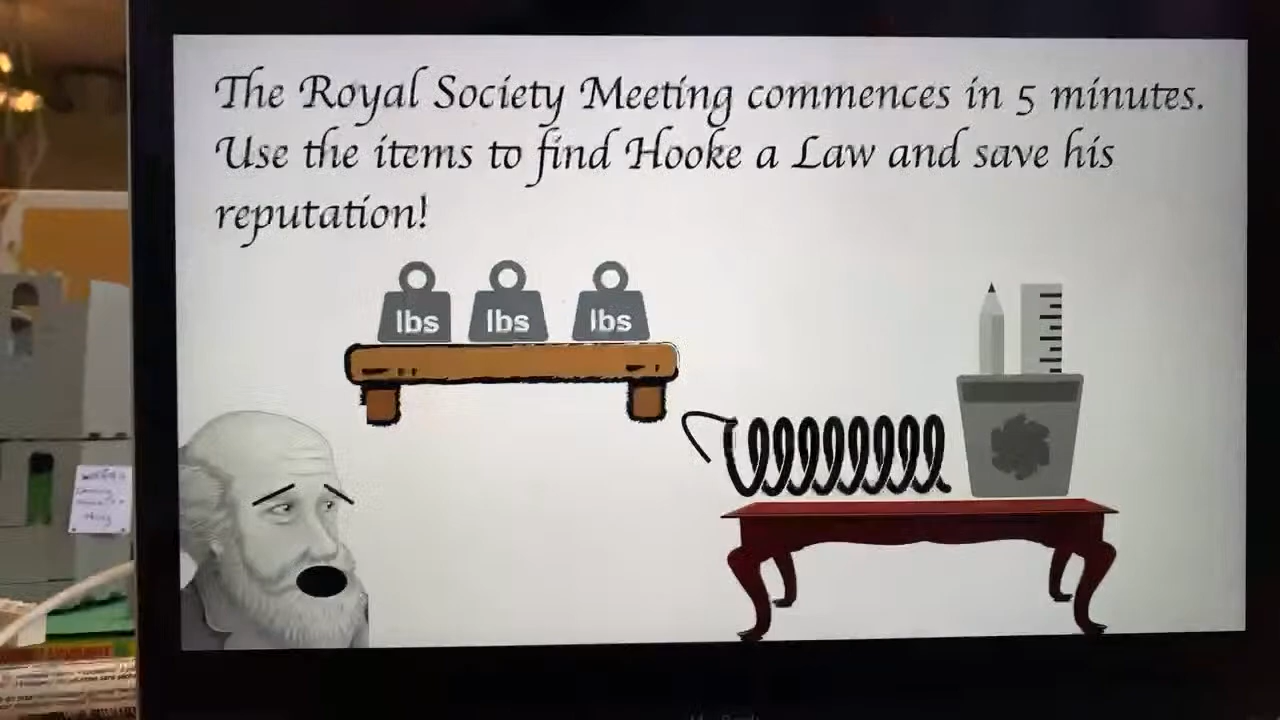 The Royal Society Meeting commences in 5 minutes.
Use the items to find Hooke a Law and save his
reputation!
lbs
lbs
lbs